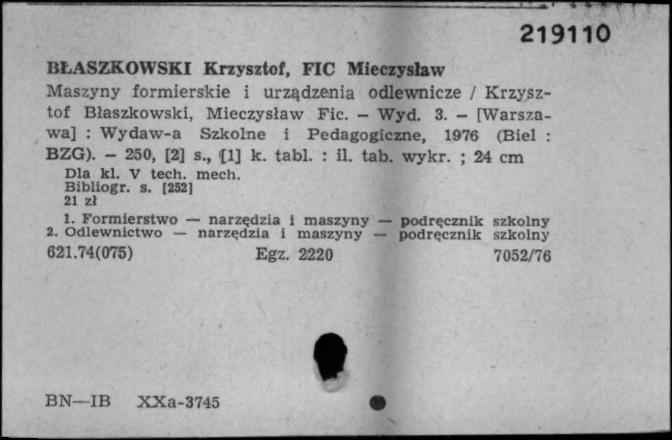 219110
BŁASZKOWSKI Krzysztof, FIC Mieczysław
Maszyny formierskie i urządzenia odlewnicze / Krzysz-
tof Błaszkowski, Mieczysław Fic. — Wyd. 3. — [Warsza-
wa] : Wydaw-a Szkolne i Pedagogiczne, 1976 (Biel :
BZG). — 250, [2] s., [1] k. tabl. : il. tab. wykr. ; 24 cm
Dla kl. V tech. mech.
Bibliogr. s. [252]
21 zł
1. Formierstwo — narzędzia i maszyny — podręcznik szkolny
2. Odlewnictwo — narzędzia i maszyny — podręcznik szkolny
621.74(075) Egz. 2220 7052/76
BN—IB XXa-3745